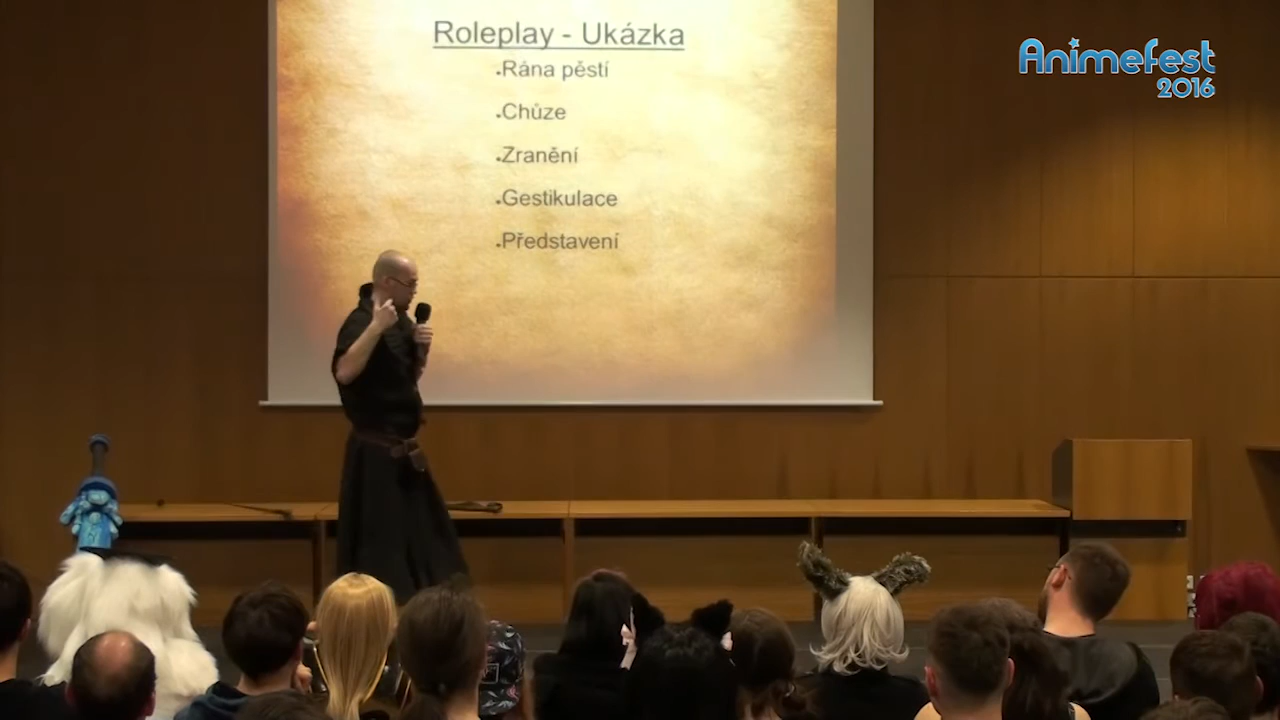 Roleplay - Ukázka
.Rána pěstí
.Chůze
.Zranění
.Gestikulace
.Představení
Animefest
2016